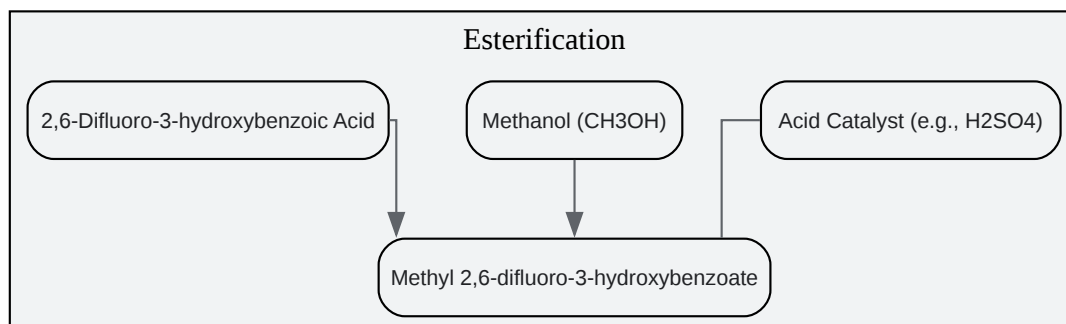 Esterification
2,6-Difluoro-3-hydroxybenzoic Acid
Methanol (CH3OH)
Acid Catalyst (e.g., H2SO4)
Methyl 2,6-difluoro-3-hydroxybenzoate